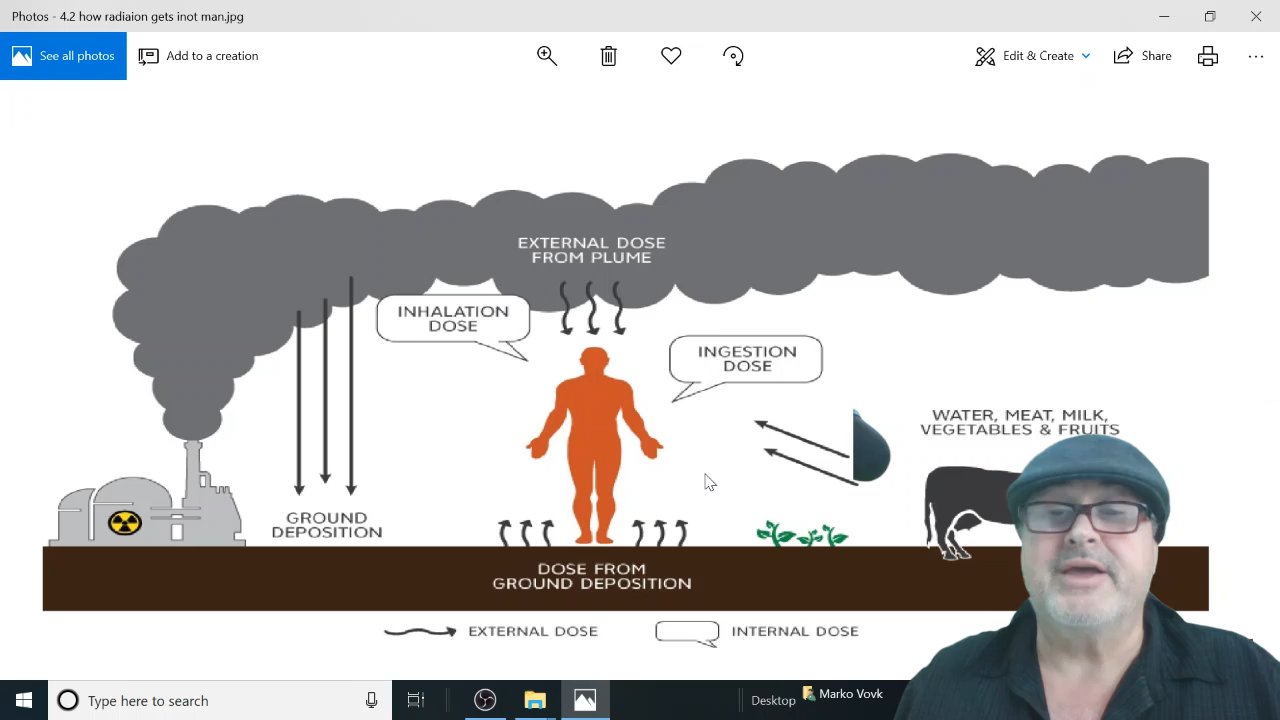 Photos - 4.2 how radiaion gets inot man.jpg
See all photos
Add to a creation
Edit & Create
Share
EXTERNAL DOSE
FROM PLUME
INHALATION
DOSE
INGESTION
DOSE
WATER, MEAT, MILK,
VEGETABLES & FRUITS
GROUND
DEPOSITION
DOSE FROM
GROUND DEPOSITION
EXTERNAL DOSE
INTERNAL DOSE
Type here to search
Desktop
Marko Vovk